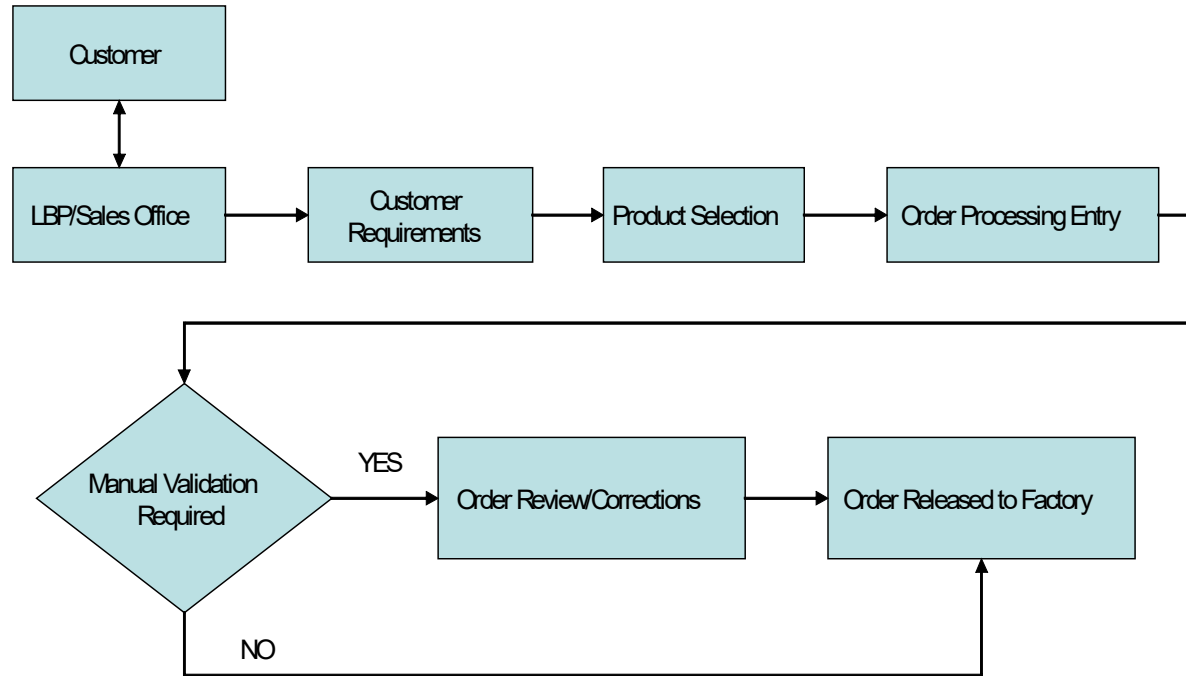 Customer
LBP/Sales Office
Customer
Requirements
Product Selection
Order Processing Entry
Manual Validation
Required
YES
Order Review/Corrections
Order Released to Factory
NO